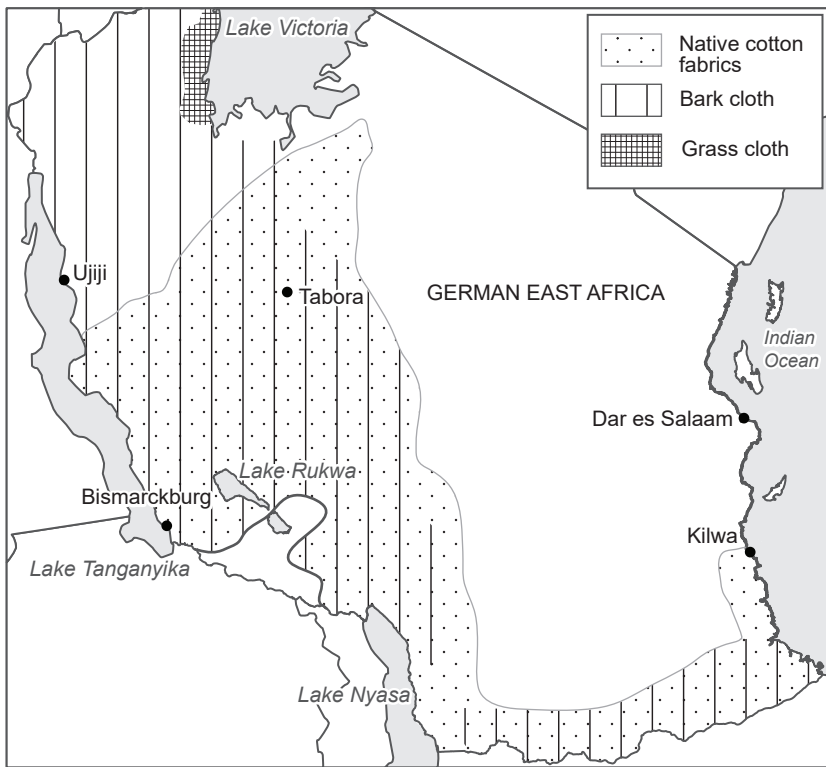 Lake Victoria
Native cotton
fabrics
Bark cloth
Grass cloth
Ujiji
Tabora
GERMAN EAST AFRICA
Indian
Ocean
Dar es Salaam
Lake Rukwa
Bismarckburg
Kilwa
Lake Tanganyika
Lake Nyasa